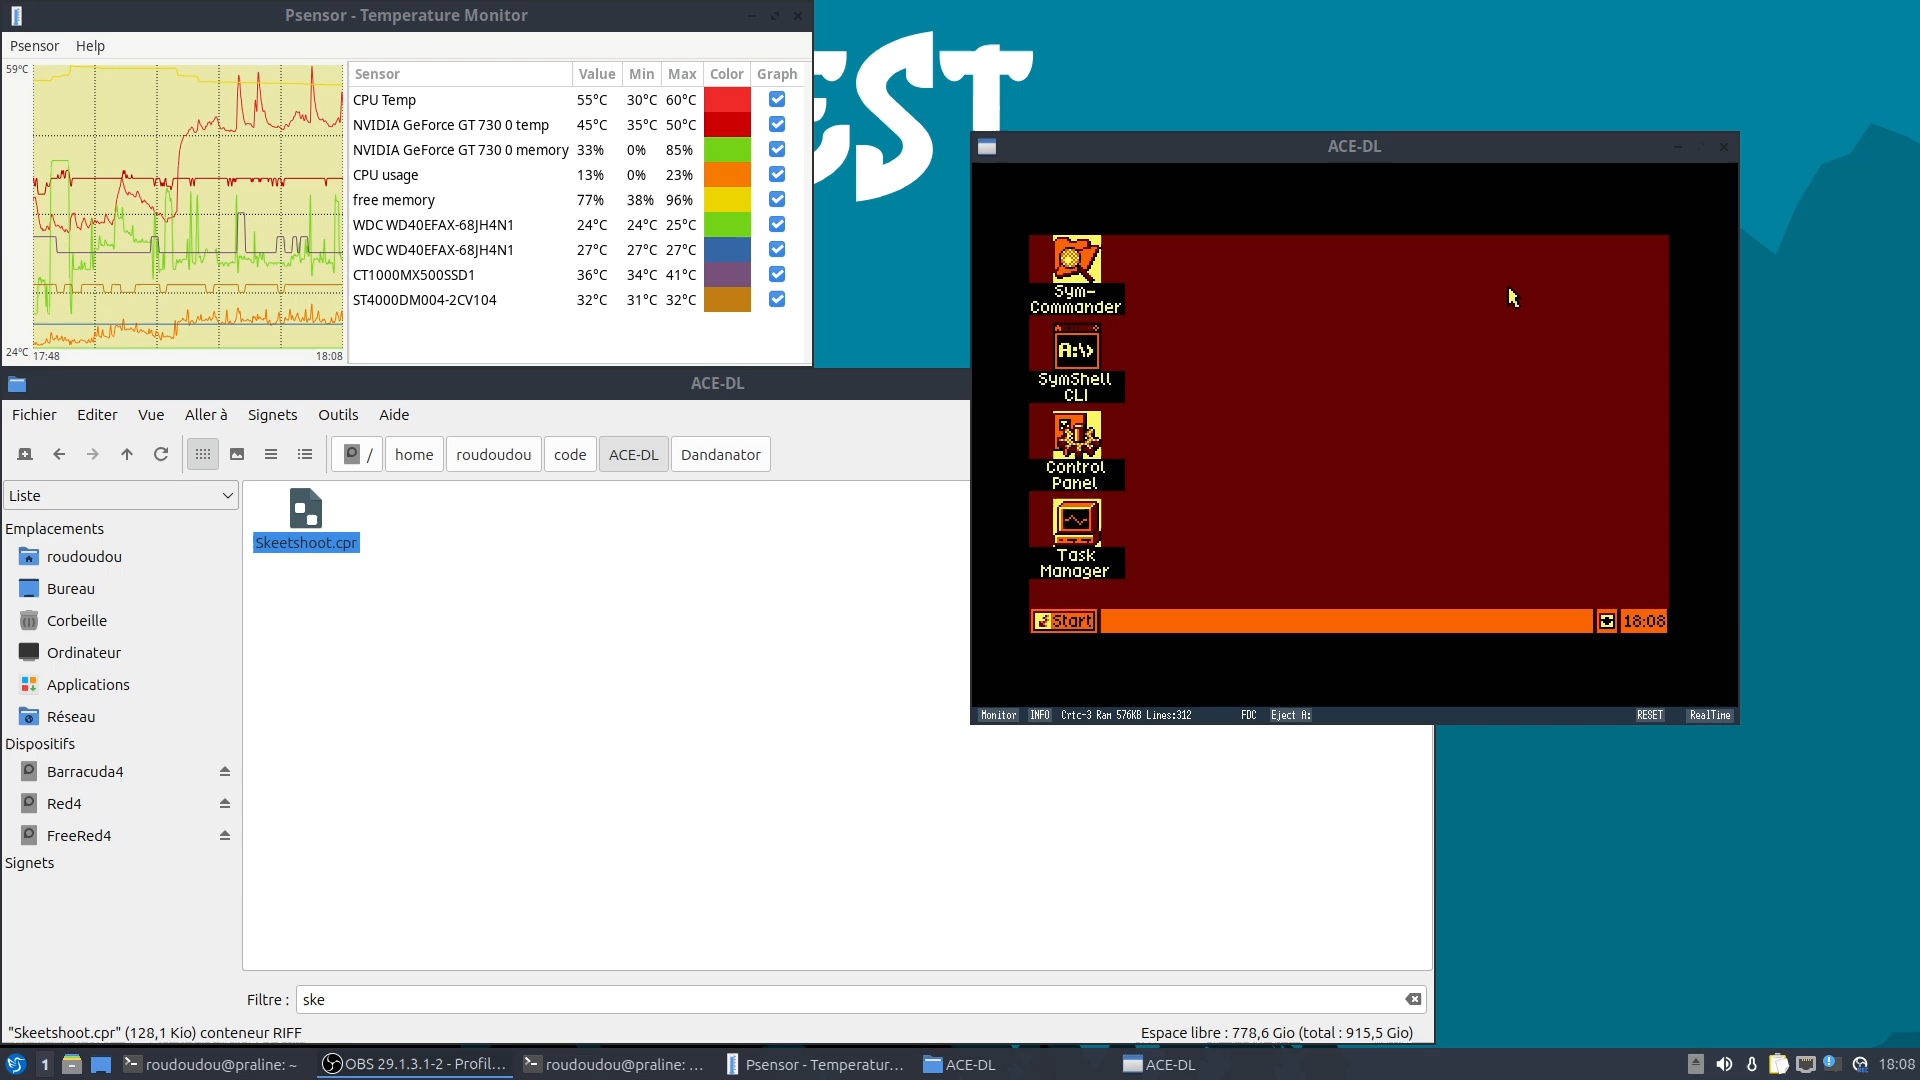 Psensor - Temperature Monitor
Psensor Help
59°C
24°C
17:48 18:08
Sensor Value Min Max Color Graph
CPU Temp 55°C 30°C 60°C
NVIDIA GeForce GT 730 0 temp 45°C 35°C 50°C
NVIDIA GeForce GT 730 0 memory 33% 0% 85%
CPU usage 13% 0% 23%
free memory 77% 38% 96%
WDC WD40EFAX-68JH4N1 24°C 24°C 25°C
WDC WD40EFAX-68JH4N1 27°C 27°C 27°C
CT1000MX500SSD1 36°C 34°C 41°C
ST4000DM004-2CV104 32°C 31°C 32°C
EST
ACE-DL
Sym-
Commander
A:\>
SymShell
CLI
Control
Panel
Task
Manager
Start 18:08
Monitor INFO Crtc-3 Ram 576KB Lines:312 FDC Eject A: RESET RealTime
ACE-DL
Fichier Editer Vue Aller à Signets Outils Aide
/ home roudoudou code ACE-DL Dandanator
Liste
Emplacements
roudoudou
Bureau
Corbeille
Ordinateur
Applications
Réseau
Dispositifs
Barracuda4
Red4
FreeRed4
Signets
Skeetshoot.cpr
Filtre : ske
"Skeetshoot.cpr" (128,1 Kio) conteneur RIFF Espace libre : 778,6 Gio (total : 915,5 Gio)
1 roudoudou@praline: ~ OBS 29.1.3.1-2 - Profil... roudoudou@praline: ... Psensor - Temperatur... ACE-DL ACE-DL 18:08